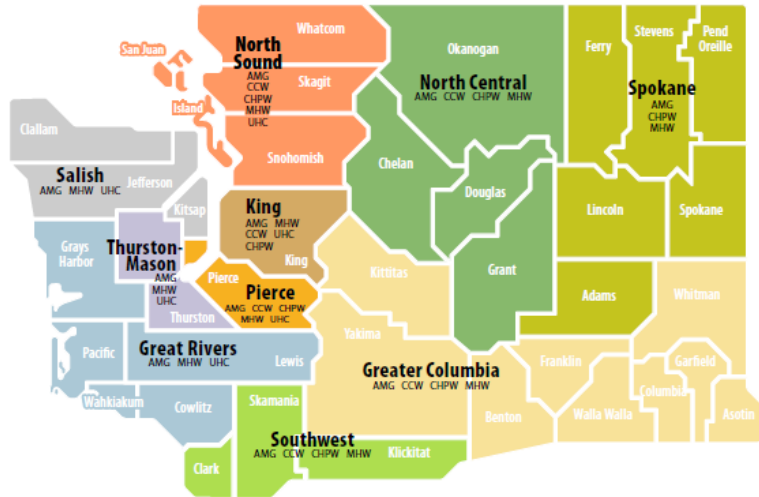 Whatcom
San Juan
North
Sound
AMG
CCW
CHPW
MHW
UHC
Skagit
Island
Snohomish
Okanogan
North Central
AMG CCW CHPW MHW
Chelan
Douglas
Grant
Ferry
Stevens
Pend
Oreille
Spokane
AMG
CHPW
MHW
Lincoln
Spokane
Adams
Whitman
Clallam
Salish
AMG MHW UHC
Jefferson
Kitsap
King
AMG MHW
CCW UHC
CHPW
King
Grays
Harbor
Thurston-
Mason
AMG
MHW
UHC
Thurston
Pierce
Pierce
AMG CCW CHPW
MHW UHC
Kittitas
Yakima
Pacific
Great Rivers
AMG MHW UHC
Lewis
Wahkiakum
Cowlitz
Greater Columbia
AMG CCW CHPW MHW
Benton
Franklin
Walla Walla
Columbia
Garfield
Asotin
Skamania
Southwest
AMG CCW CHPW MHW
Klickitat
Clark